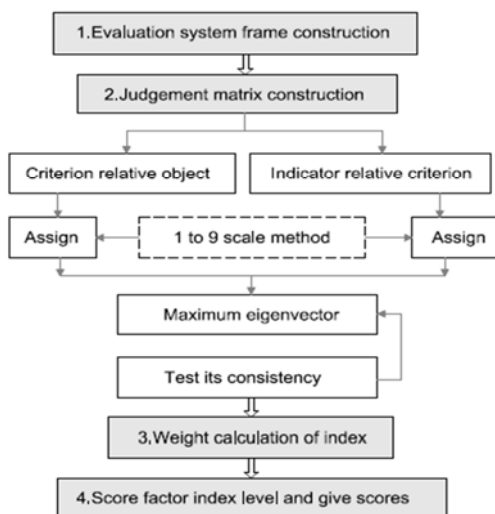 1.Evaluation system frame construction
2.Judgement matrix construction
Criterion relative object
Indicator relative criterion
Assign
1 to 9 scale method
Assign
Maximum eigenvector
Test its consistency
3.Weight calculation of index
4.Score factor index level and give scores